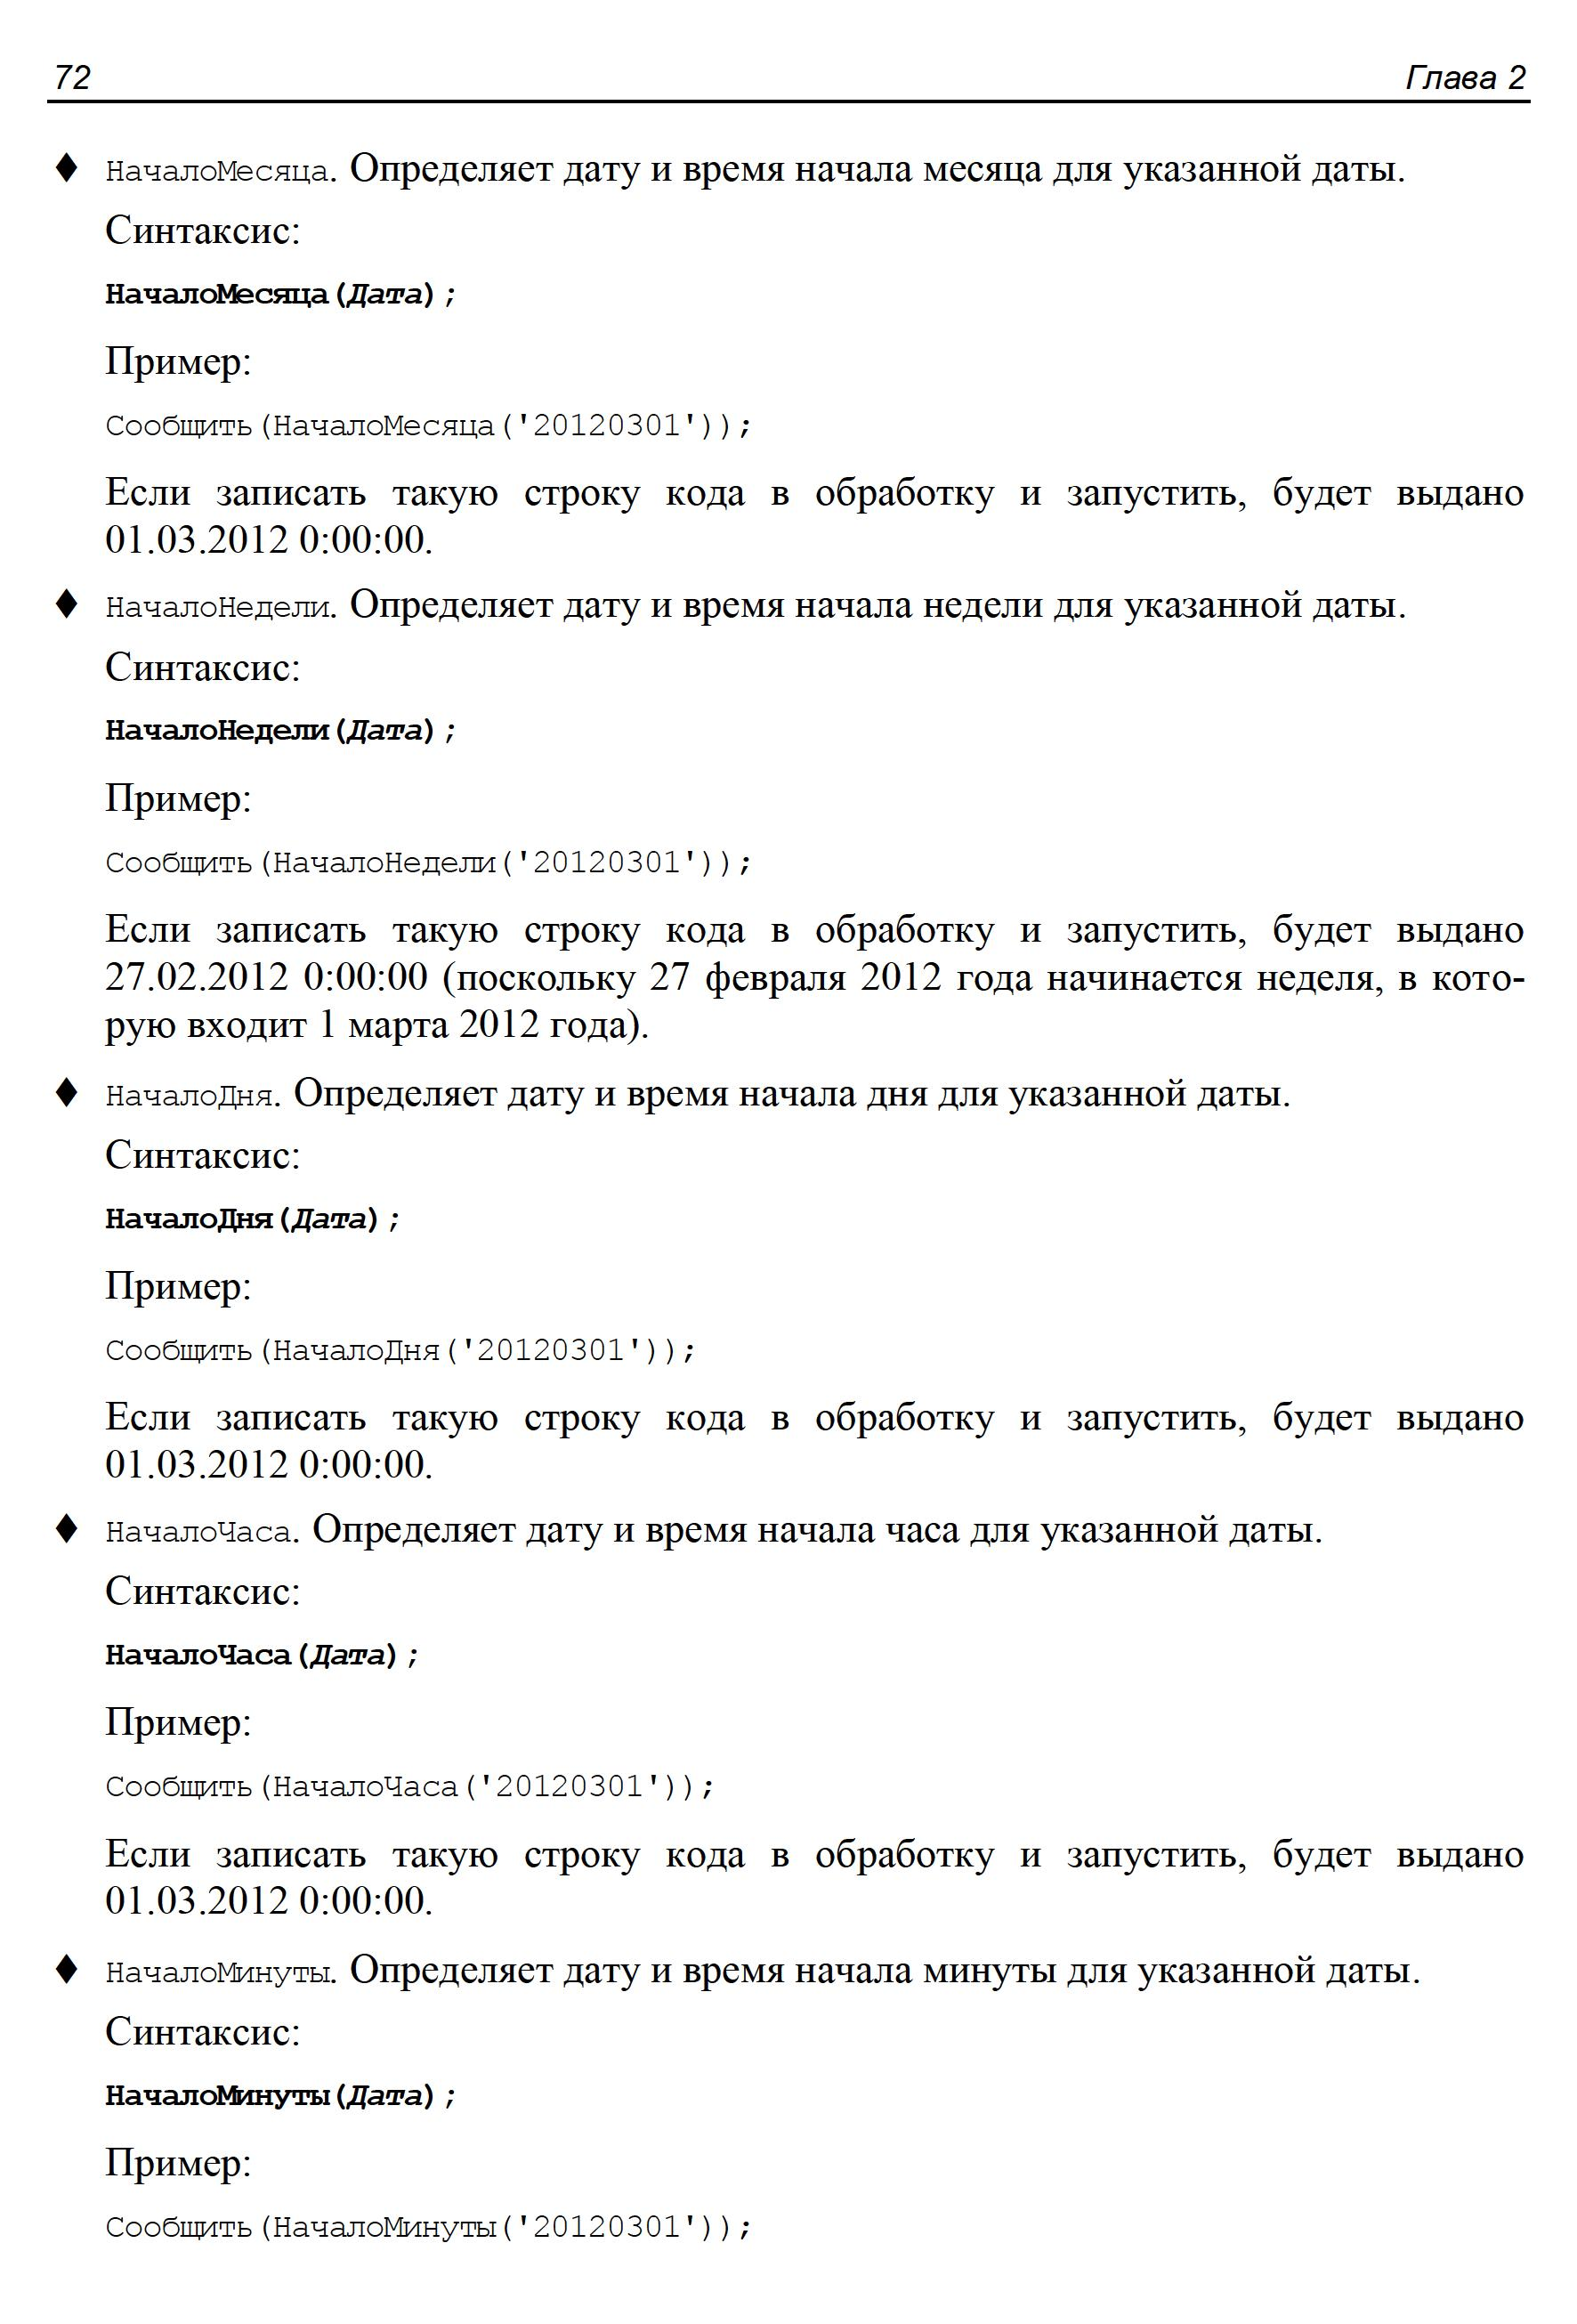 72 Глава 2
♦ НачалоМесяца. Определяет дату и время начала месяца для указанной даты.
Синтаксис:
НачалоМесяца(Дата);
Пример:
Сообщить(НачалоМесяца('20120301'));
Если записать такую строку кода в обработку и запустить, будет выдано
01.03.2012 0:00:00.
♦ НачалоНедели. Определяет дату и время начала недели для указанной даты.
Синтаксис:
НачалоНедели(Дата);
Пример:
Сообщить(НачалоНедели('20120301'));
Если записать такую строку кода в обработку и запустить, будет выдано
27.02.2012 0:00:00 (поскольку 27 февраля 2012 года начинается неделя, в кото-
рую входит 1 марта 2012 года).
♦ НачалоДня. Определяет дату и время начала дня для указанной даты.
Синтаксис:
НачалоДня(Дата);
Пример:
Сообщить(НачалоДня('20120301'));
Если записать такую строку кода в обработку и запустить, будет выдано
01.03.2012 0:00:00.
♦ НачалоЧаса. Определяет дату и время начала часа для указанной даты.
Синтаксис:
НачалоЧаса(Дата);
Пример:
Сообщить(НачалоЧаса('20120301'));
Если записать такую строку кода в обработку и запустить, будет выдано
01.03.2012 0:00:00.
♦ НачалоМинуты. Определяет дату и время начала минуты для указанной даты.
Синтаксис:
НачалоМинуты(Дата);
Пример:
Сообщить(НачалоМинуты('20120301'));